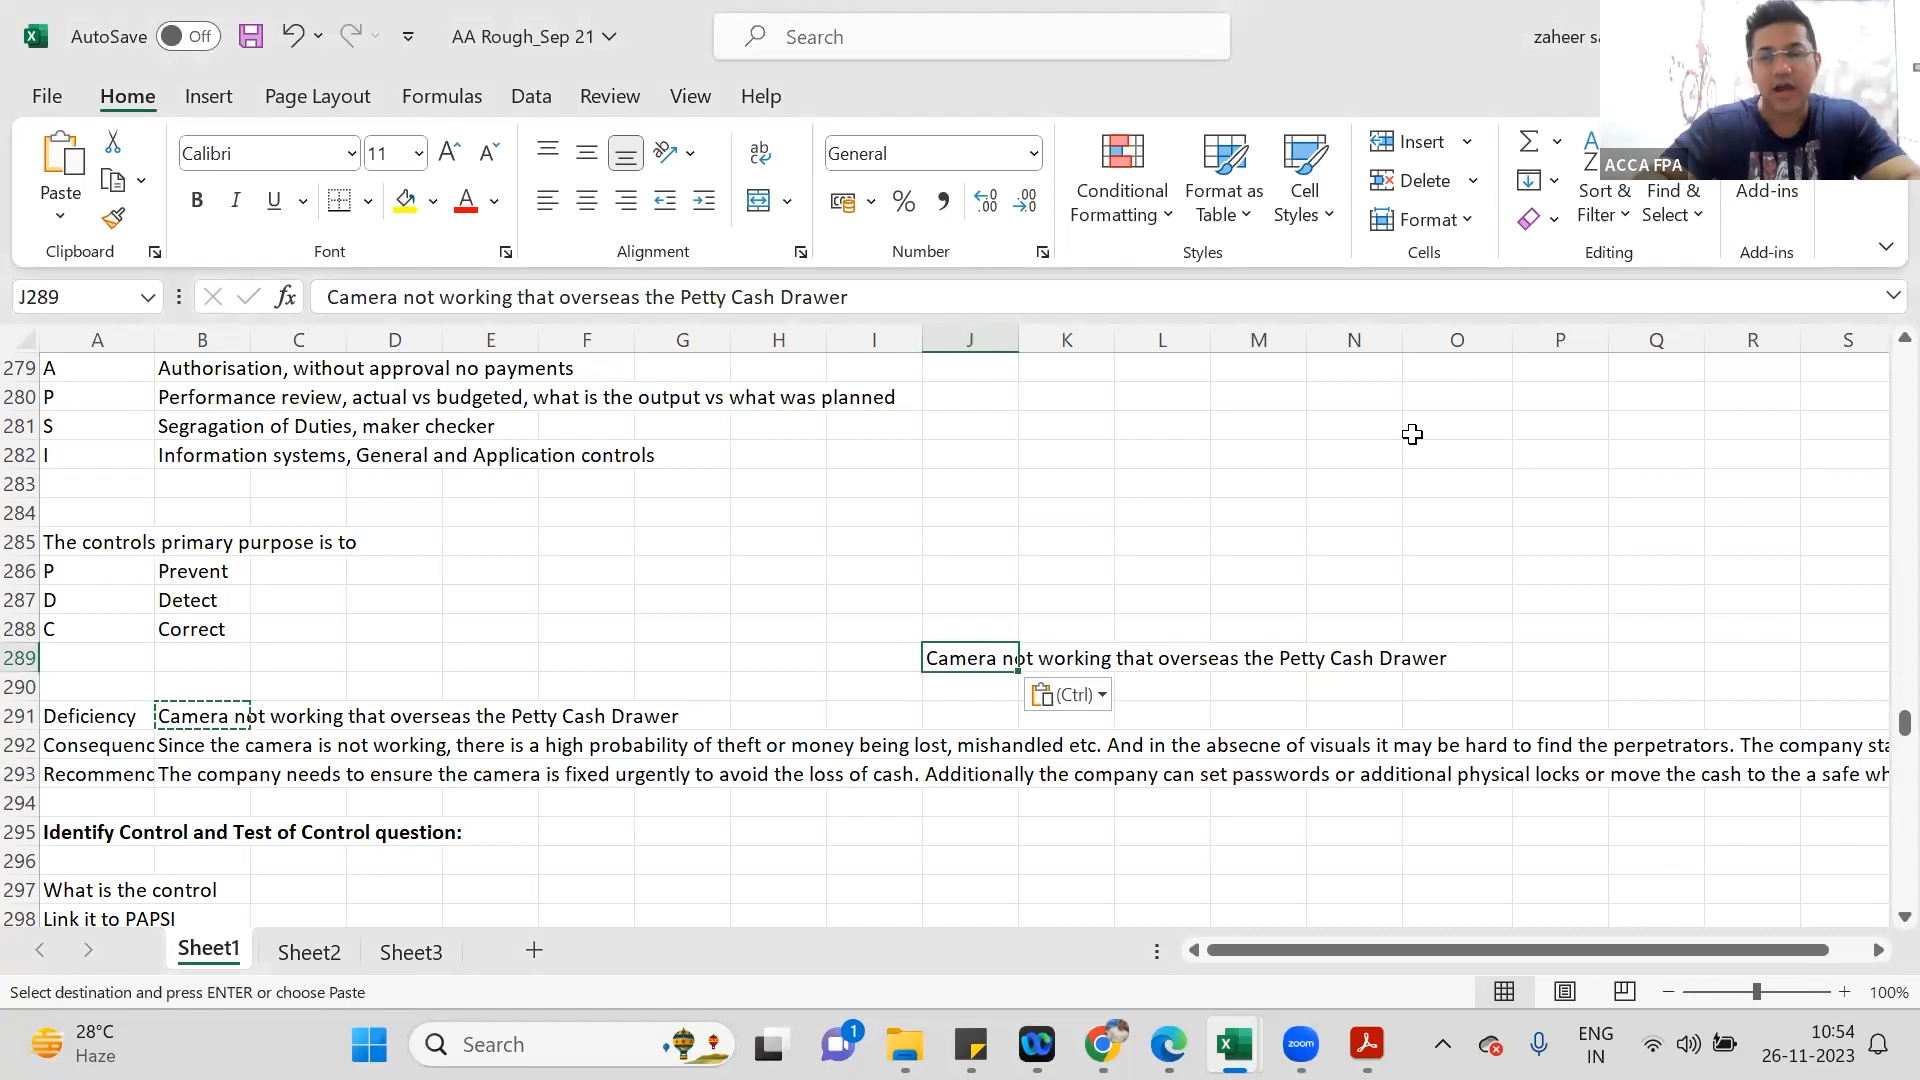 AutoSave Off AA Rough_Sep 21 Search zaheer sa
File Home Insert Page Layout Formulas Data Review View Help
ACCA FPA
Paste
Calibri 11
B I U
General
Conditional Formatting
Format as Table
Cell Styles
Insert
Delete
Format
Sort & Filter
Find & Select
Add-ins
Clipboard Font Alignment Number Styles Cells Editing Add-ins
J289 fx Camera not working that overseas the Petty Cash Drawer
A B C D E F G H I J K L M N O P Q R S
279 A Authorisation, without approval no payments
280 P Performance review, actual vs budgeted, what is the output vs what was planned
281 S Segragation of Duties, maker checker
282 I Information systems, General and Application controls
283
284
285 The controls primary purpose is to
286 P Prevent
287 D Detect
288 C Correct
289 Camera not working that overseas the Petty Cash Drawer
290 (Ctrl)
291 Deficiency Camera not working that overseas the Petty Cash Drawer
292 Consequenc Since the camera is not working, there is a high probability of theft or money being lost, mishandled etc. And in the absecne of visuals it may be hard to find the perpetrators. The company sta
293 Recommend The company needs to ensure the camera is fixed urgently to avoid the loss of cash. Additionally the company can set passwords or additional physical locks or move the cash to the a safe wh
294
295 Identify Control and Test of Control question:
296
297 What is the control
298 Link it to PAPSI
Sheet1 Sheet2 Sheet3
Select destination and press ENTER or choose Paste 100%
28°C
Haze
Search
1
zoom
ENG
IN
10:54
26-11-2023